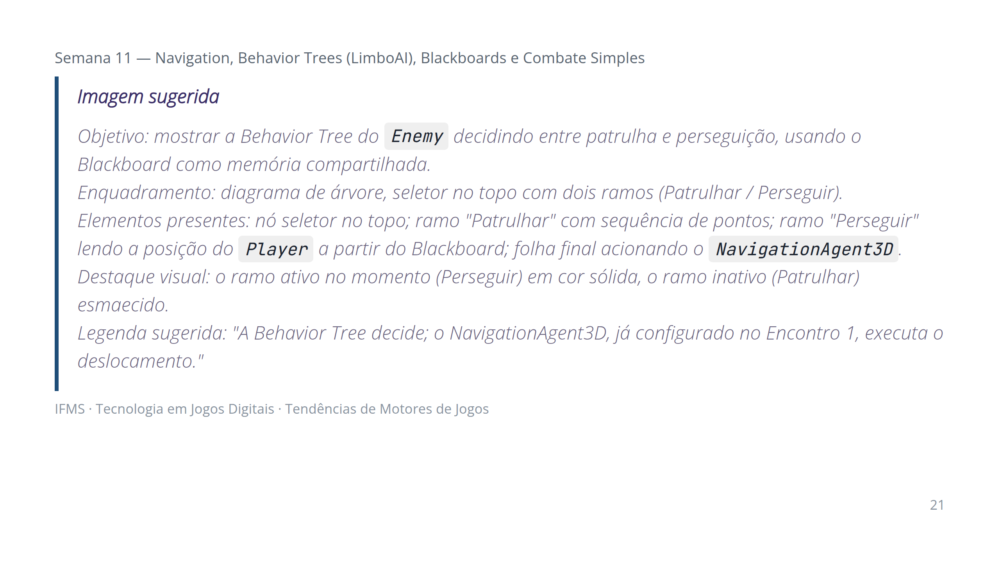 Semana 11 — Navigation, Behavior Trees (LimboAI), Blackboards e Combate Simples
Imagem sugerida
Objetivo: mostrar a Behavior Tree do Enemy decidindo entre patrulha e perseguição, usando o
Blackboard como memória compartilhada.
Enquadramento: diagrama de árvore, seletor no topo com dois ramos (Patrulhar / Perseguir).
Elementos presentes: nó seletor no topo; ramo "Patrulhar" com sequência de pontos; ramo "Perseguir"
lendo a posição do Player a partir do Blackboard; folha final acionando o NavigationAgent3D.
Destaque visual: o ramo ativo no momento (Perseguir) em cor sólida, o ramo inativo (Patrulhar)
esmaecido.
Legenda sugerida: "A Behavior Tree decide; o NavigationAgent3D, já configurado no Encontro 1, executa o
deslocamento."
IFMS · Tecnologia em Jogos Digitais · Tendências de Motores de Jogos
21